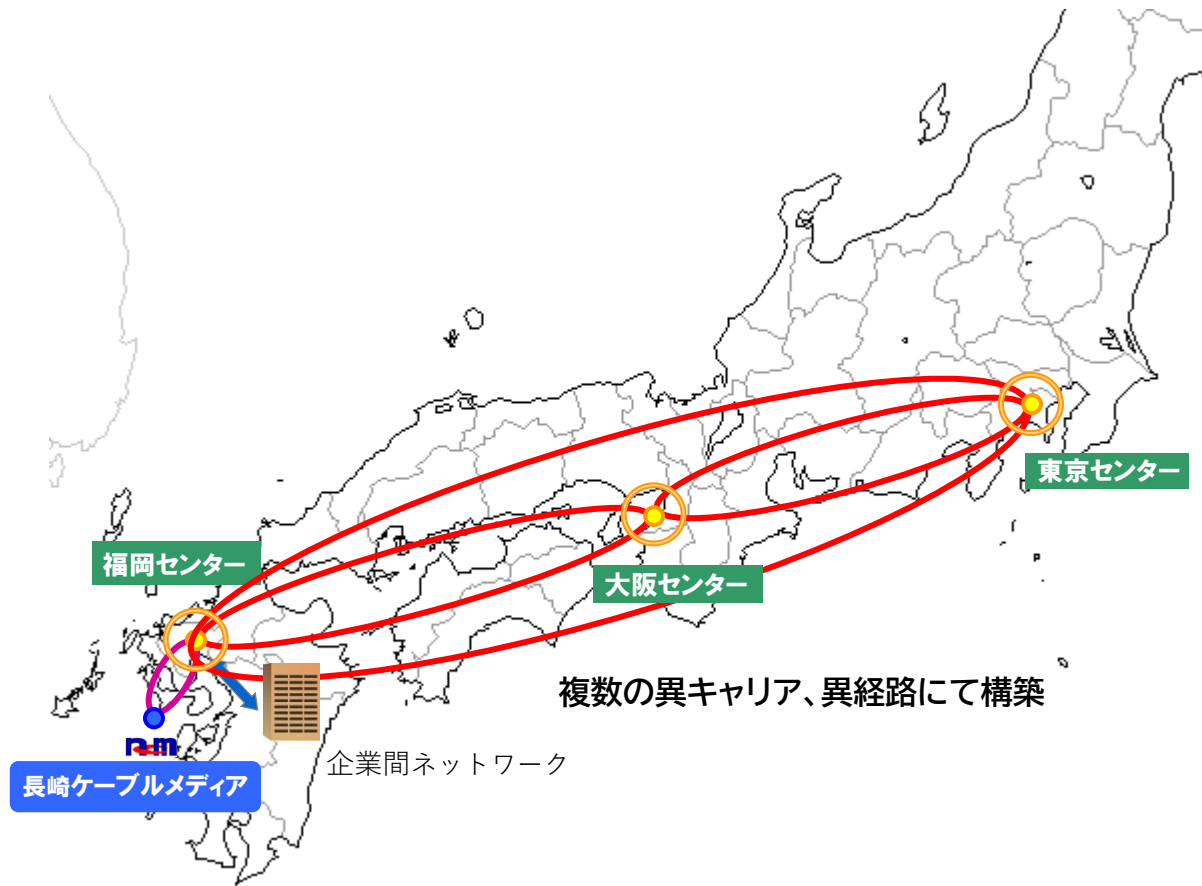 東京センター
福岡センター
大阪センター
複数の異キャリア、異経路にて構築
ncm
企業間ネットワーク
長崎ケーブルメディア